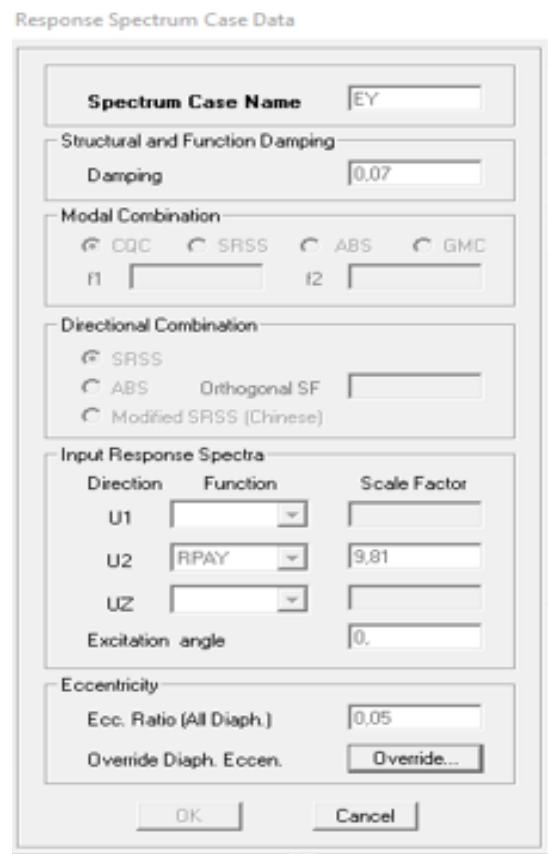 Response Spectrum Case Data
Spectrum Case Name EY
Structural and Function Damping
Damping 0,07
Modal Combination
CQC SRSS ABS GMC
f1 f2
Directional Combination
SRSS
ABS Orthogonal SF
Modified SRSS (Chinese)
Input Response Spectra
Direction Function Scale Factor
U1
U2 RPAY 9,81
UZ
Excitation angle 0,
Eccentricity
Ecc. Ratio (All Diaph.) 0,05
Override Diaph. Eccen. Override...
OK Cancel